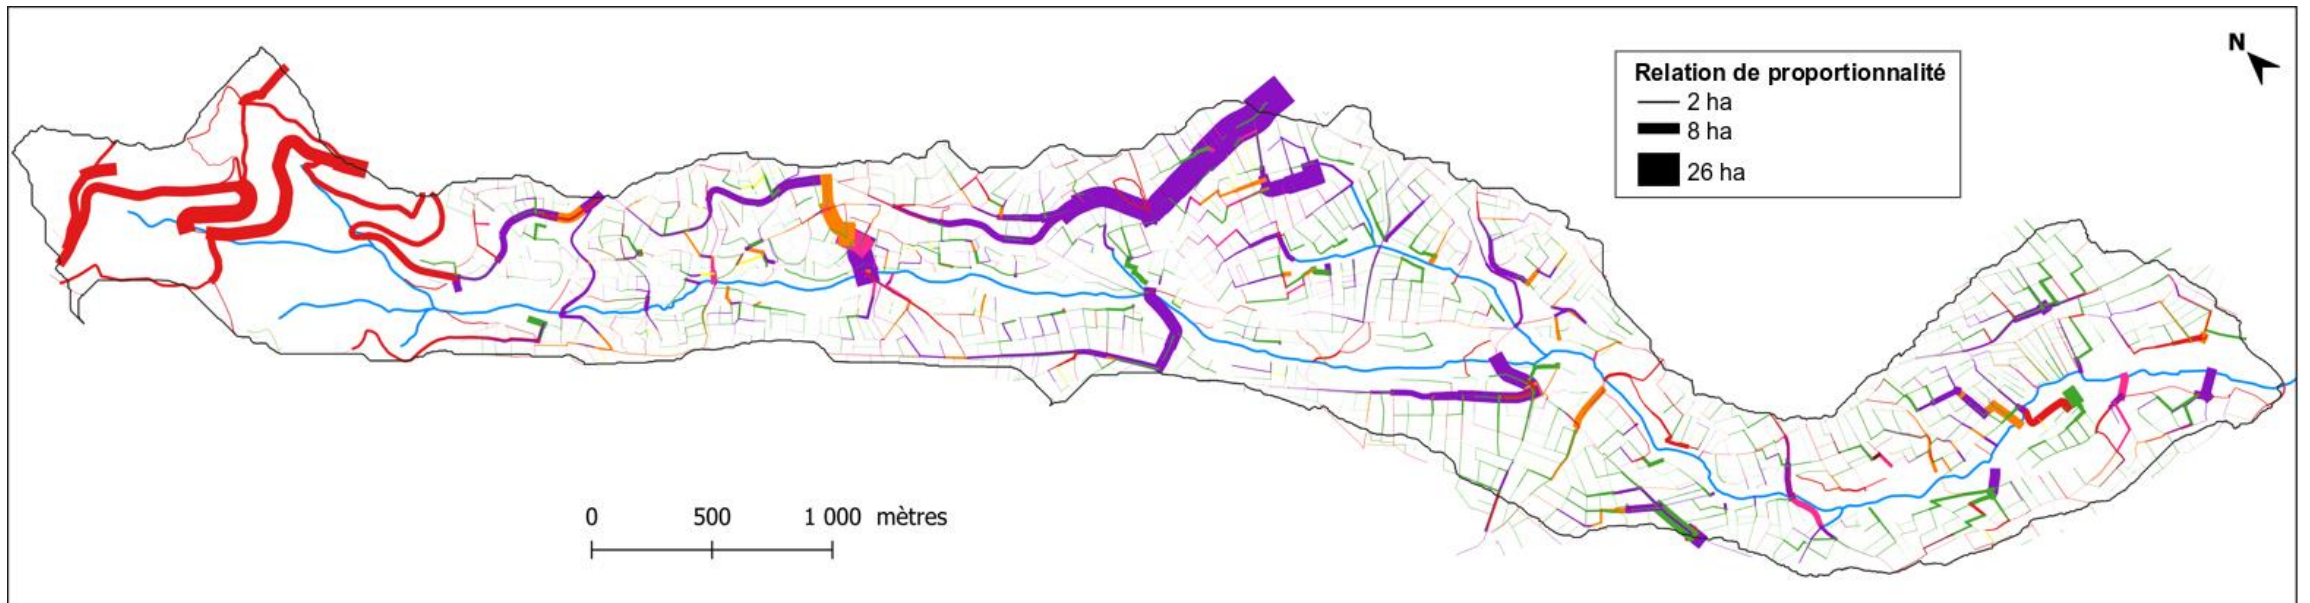 N
Relation de proportionnalité
2 ha
8 ha
26 ha
0 500 1 000 mètres